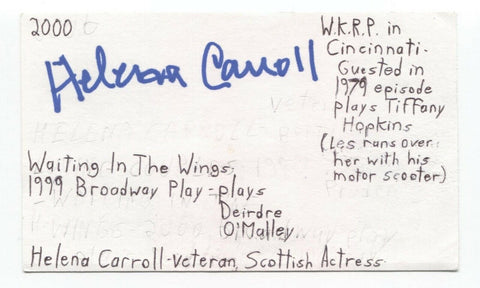 2000
Helena Carroll
W.K.R.P. in
Cincinnati-
Guested in
1979 episode
plays Tiffany
Hopkins
(Les runs over
her with his
motor scooter)
Waiting In The Wings
1999 Broadway Play-plays
Deirdre
O'Malley
Helena Carroll-veteran Scottish Actress